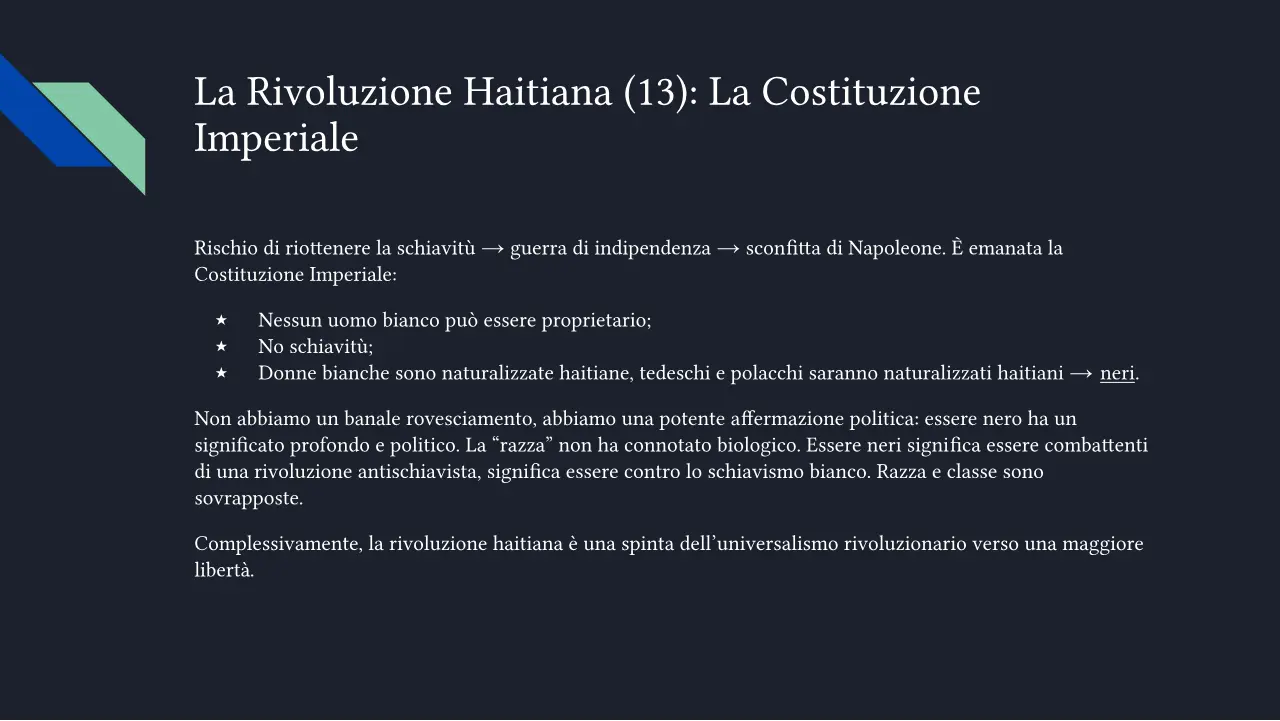 La Rivoluzione Haitiana (13): La Costituzione
Imperiale
Rischio di riottenere la schiavitù → guerra di indipendenza → sconfitta di Napoleone. È emanata la
Costituzione Imperiale:
★ Nessun uomo bianco può essere proprietario;
★ No schiavitù;
★ Donne bianche sono naturalizzate haitiane, tedeschi e polacchi saranno naturalizzati haitiani → neri.
Non abbiamo un banale rovesciamento, abbiamo una potente affermazione politica: essere nero ha un
significato profondo e politico. La “razza” non ha connotato biologico. Essere neri significa essere combattenti
di una rivoluzione antischiavista, significa essere contro lo schiavismo bianco. Razza e classe sono
sovrapposte.
Complessivamente, la rivoluzione haitiana è una spinta dell’universalismo rivoluzionario verso una maggiore
libertà.